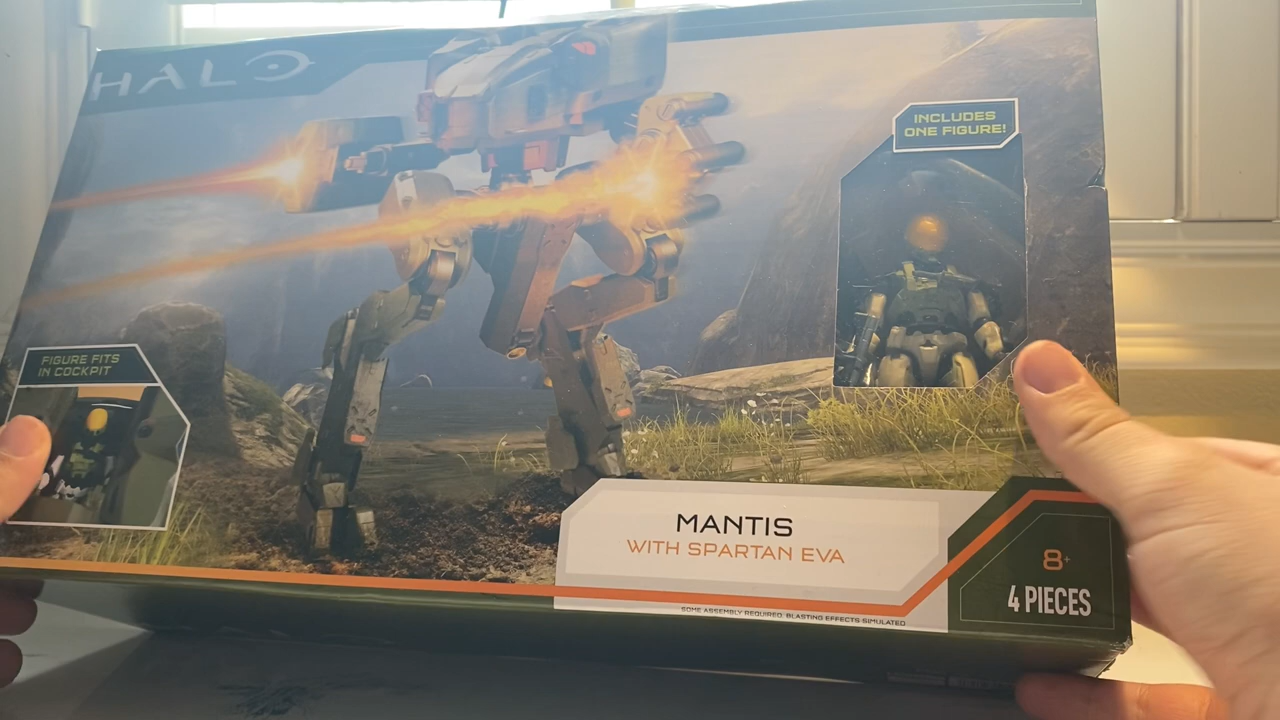 HALO
INCLUDES
ONE FIGURE!
FIGURE FITS
IN COCKPIT
MANTIS
WITH SPARTAN EVA
8+
4 PIECES
SOME ASSEMBLY REQUIRED. BLASTING EFFECTS SIMULATED